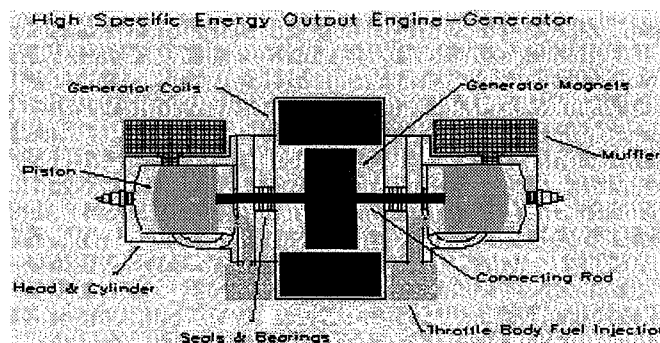 High Specific Energy Output Engine-Generator
Generator Coils
Generator Magnets
Muffler
Piston
Head & Cylinder
Connecting Rod
Seals & Bearings
Throttle Body Fuel Injection